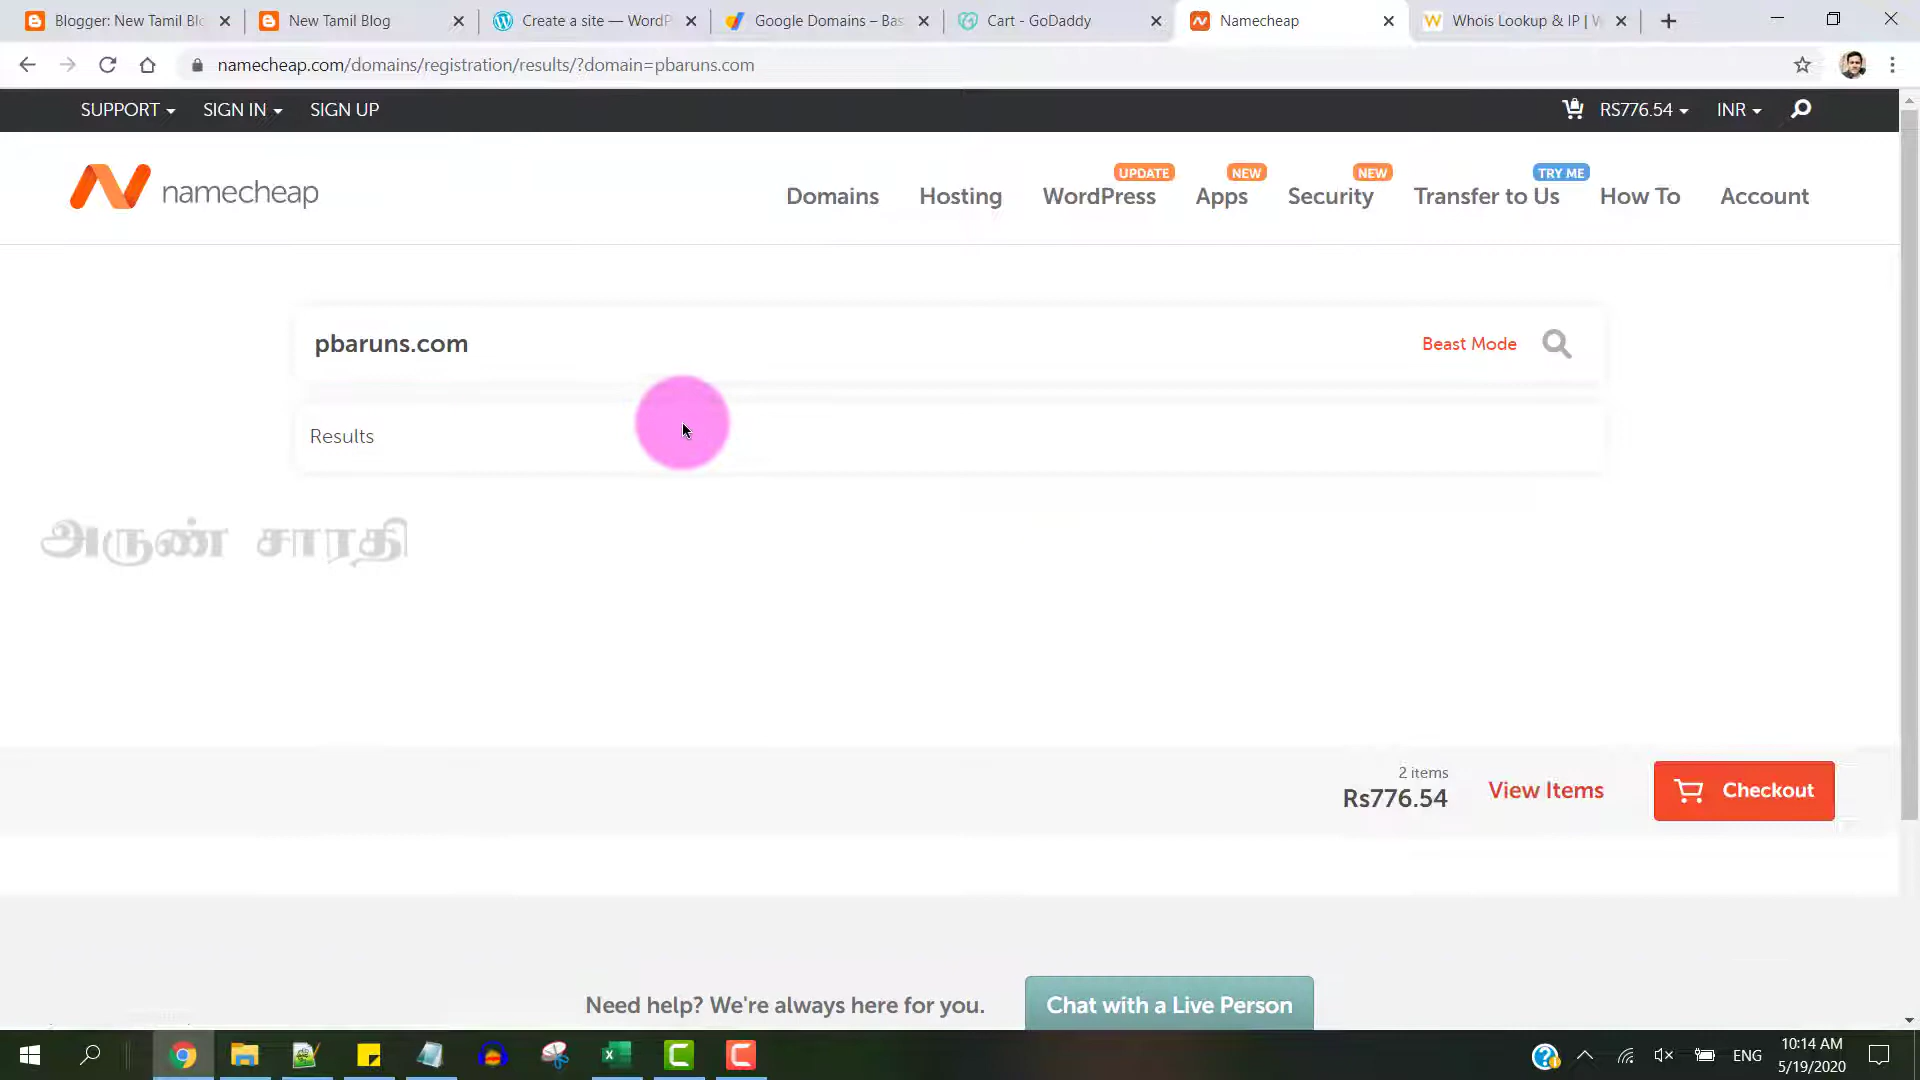 Blogger: New Tamil Blo
New Tamil Blog
Create a site — WordP
Google Domains – Bas
Cart - GoDaddy
Namecheap
Whois Lookup & IP | W
namecheap.com/domains/registration/results/?domain=pbaruns.com
SUPPORT
SIGN IN
SIGN UP
RS776.54
INR
namecheap
Domains
Hosting
UPDATE
WordPress
NEW
Apps
NEW
Security
TRY ME
Transfer to Us
How To
Account
pbaruns.com
Beast Mode
Results
அருண் சாரதி
2 items
Rs776.54
View Items
Checkout
Need help? We're always here for you.
Chat with a Live Person
ENG
10:14 AM
5/19/2020